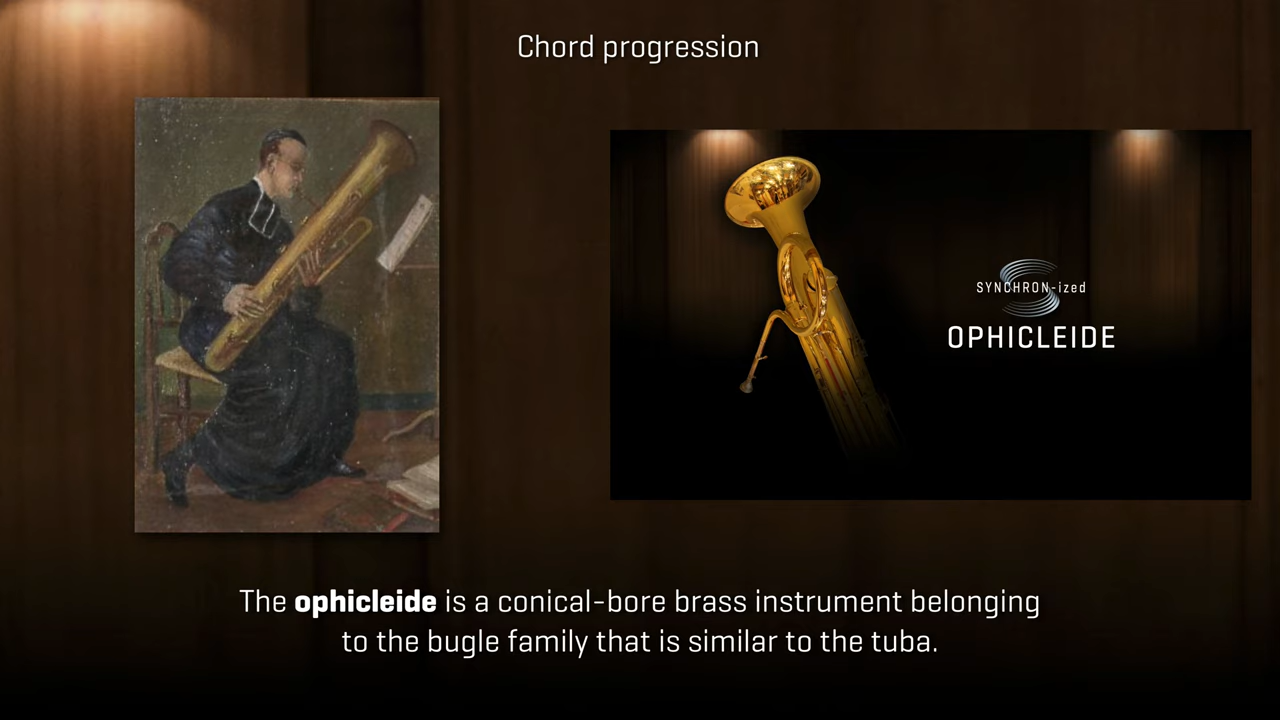 Chord progression
SYNCHRON-ized
OPHICLEIDE
The ophicleide is a conical-bore brass instrument belonging
to the bugle family that is similar to the tuba.